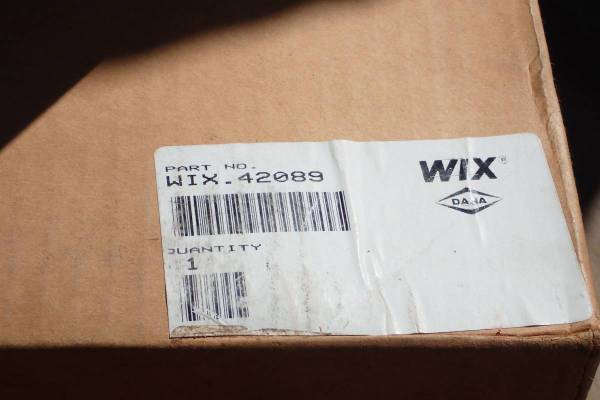 PART NO.
WIX.42089
QUANTITY
1
WIX®
DANA